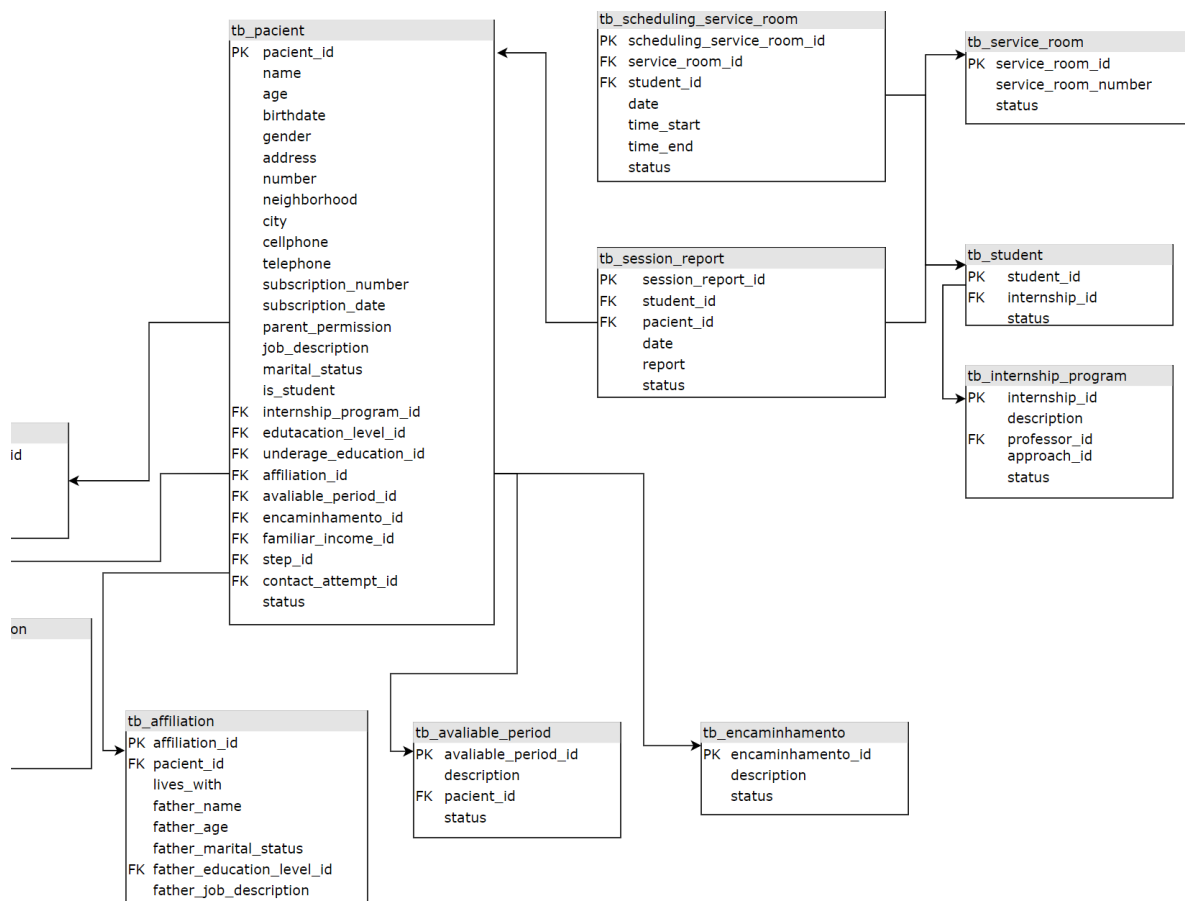 tb_pacient
PK pacient_id
name
age
birthdate
gender
address
number
neighborhood
city
cellphone
telephone
subscription_number
subscription_date
parent_permission
job_description
marital_status
is_student
FK internship_program_id
FK edutacation_level_id
FK underage_education_id
FK affiliation_id
FK avaliable_period_id
FK encaminhamento_id
FK familiar_income_id
FK step_id
FK contact_attempt_id
status
tb_scheduling_service_room
PK scheduling_service_room_id
FK service_room_id
FK student_id
date
time_start
time_end
status
tb_service_room
PK service_room_id
service_room_number
status
tb_session_report
PK session_report_id
FK student_id
FK pacient_id
date
report
status
tb_student
PK student_id
FK internship_id
status
tb_internship_program
PK internship_id
description
FK professor_id
approach_id
status
id
on
tb_affiliation
PK affiliation_id
FK pacient_id
lives_with
father_name
father_age
father_marital_status
FK father_education_level_id
father_job_description
tb_avaliable_period
PK avaliable_period_id
description
FK pacient_id
status
tb_encaminhamento
PK encaminhamento_id
description
status